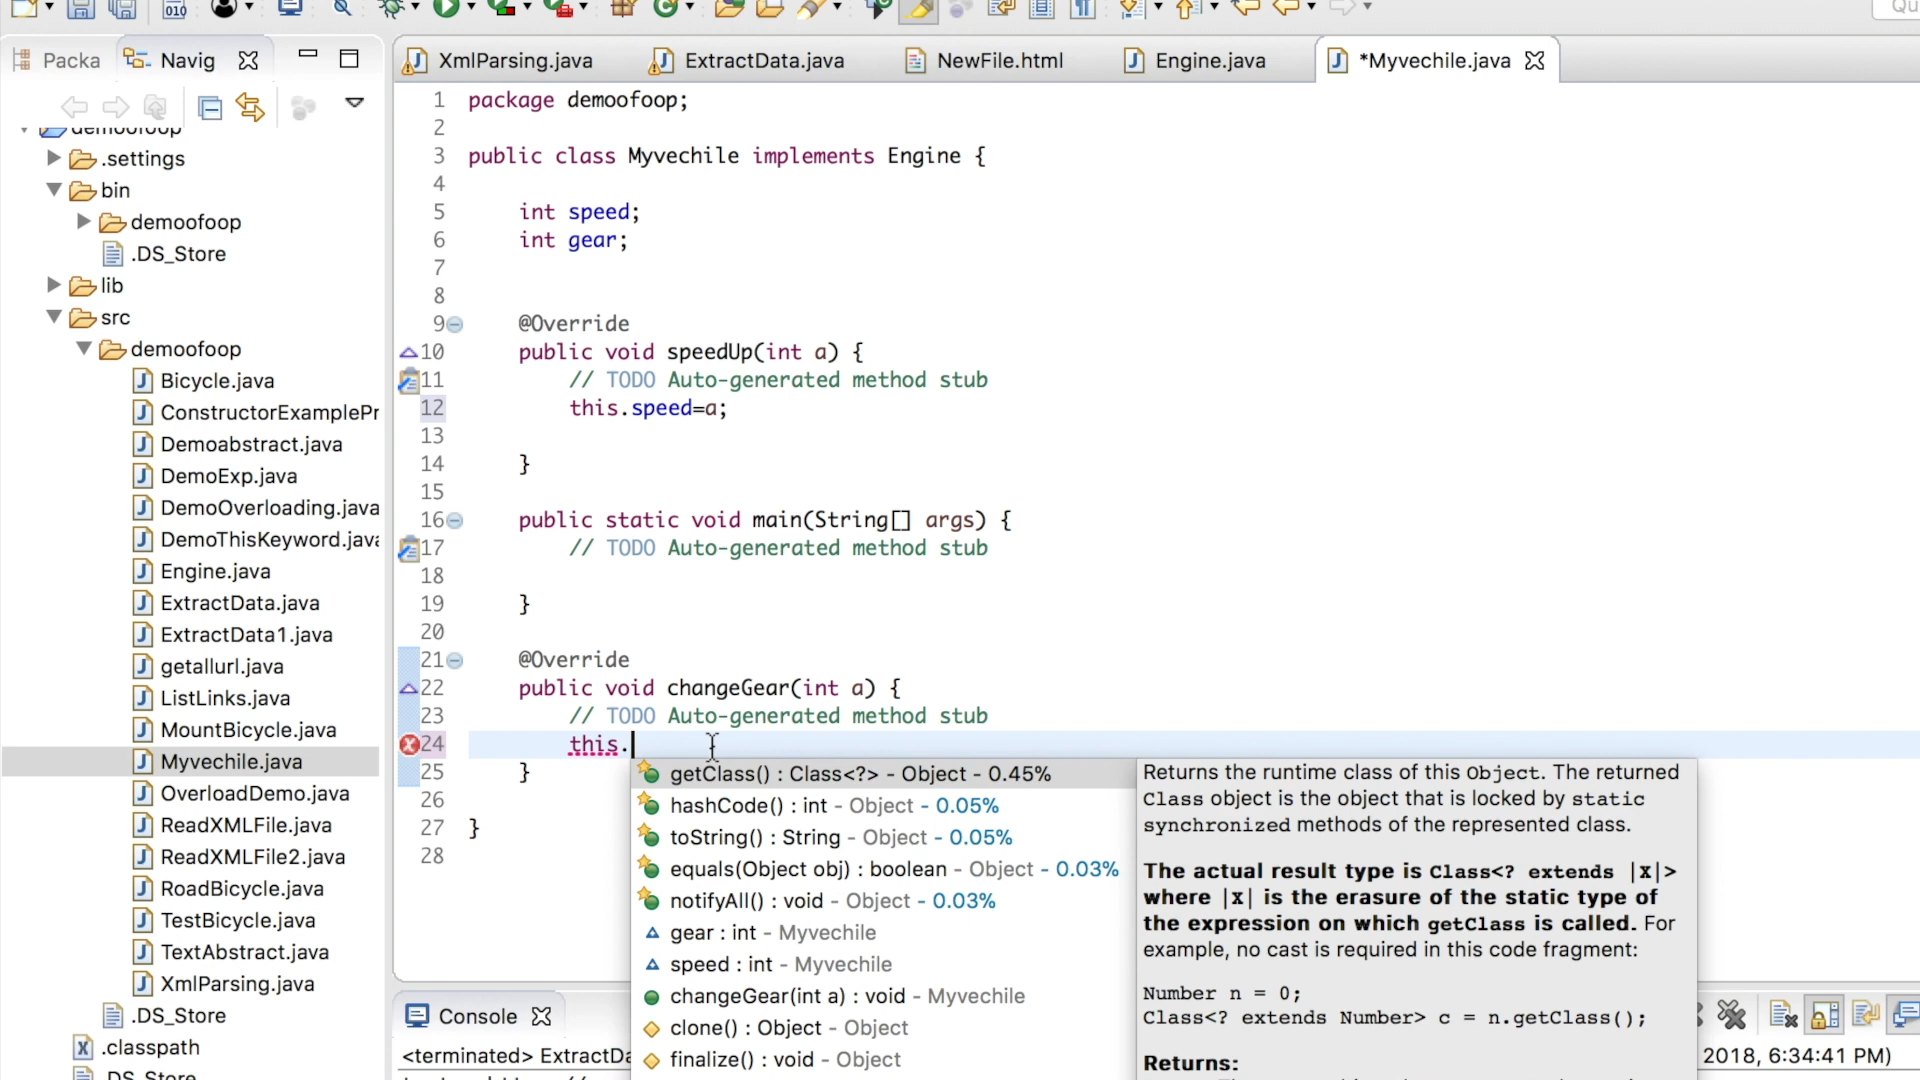 Qu
Packa
Navig
XmlParsing.java
ExtractData.java
NewFile.html
Engine.java
*Myvechile.java
demoofoop
.settings
bin
demoofoop
.DS_Store
lib
src
demoofoop
Bicycle.java
ConstructorExamplePr
Demoabstract.java
DemoExp.java
DemoOverloading.java
DemoThisKeyword.java
Engine.java
ExtractData.java
ExtractData1.java
getallurl.java
ListLinks.java
MountBicycle.java
Myvechile.java
OverloadDemo.java
ReadXMLFile.java
ReadXMLFile2.java
RoadBicycle.java
TestBicycle.java
TextAbstract.java
XmlParsing.java
.DS_Store
.classpath
.DS_Store
1 package demoofoop;
2
3 public class Myvechile implements Engine {
4
5 int speed;
6 int gear;
7
8
9 @Override
10 public void speedUp(int a) {
11 // TODO Auto-generated method stub
12 this.speed=a;
13
14 }
15
16 public static void main(String[] args) {
17 // TODO Auto-generated method stub
18
19 }
20
21 @Override
22 public void changeGear(int a) {
23 // TODO Auto-generated method stub
24 this.
25 }
26
27 }
28
getClass() : Class<?> - Object - 0.45%
hashCode() : int - Object - 0.05%
toString() : String - Object - 0.05%
equals(Object obj) : boolean - Object - 0.03%
notifyAll() : void - Object - 0.03%
gear : int - Myvechile
speed : int - Myvechile
changeGear(int a) : void - Myvechile
clone() : Object - Object
finalize() : void - Object
Returns the runtime class of this Object. The returned
Class object is the object that is locked by static
synchronized methods of the represented class.
The actual result type is Class<? extends |X|>
where |X| is the erasure of the static type of
the expression on which getClass is called. For
example, no cast is required in this code fragment:
Number n = 0;
Class<? extends Number> c = n.getClass();
Returns:
Console
<terminated> ExtractDa
2018, 6:34:41 PM)